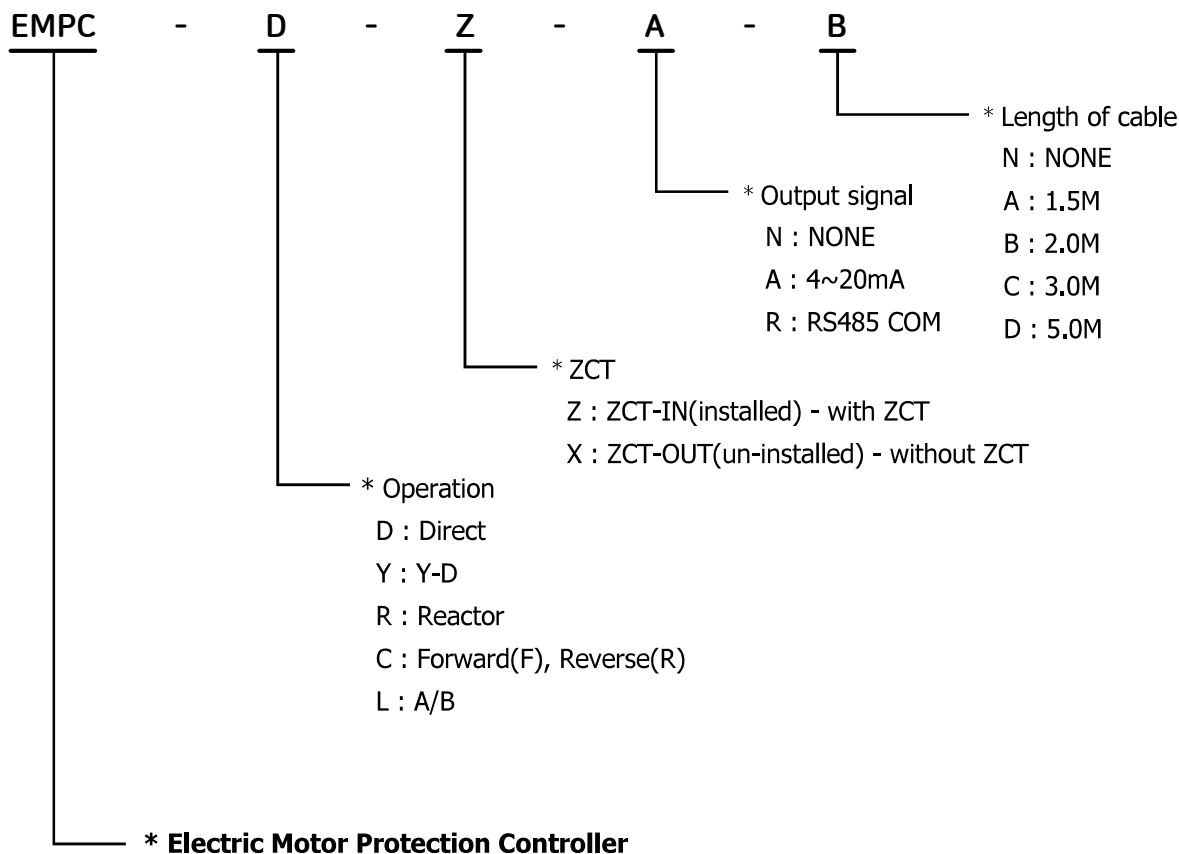 EMPC - D - Z - A - B
* Length of cable
N : NONE
A : 1.5M
B : 2.0M
C : 3.0M
D : 5.0M
* Output signal
N : NONE
A : 4~20mA
R : RS485 COM
* ZCT
Z : ZCT-IN(installed) - with ZCT
X : ZCT-OUT(un-installed) - without ZCT
* Operation
D : Direct
Y : Y-D
R : Reactor
C : Forward(F), Reverse(R)
L : A/B
* Electric Motor Protection Controller